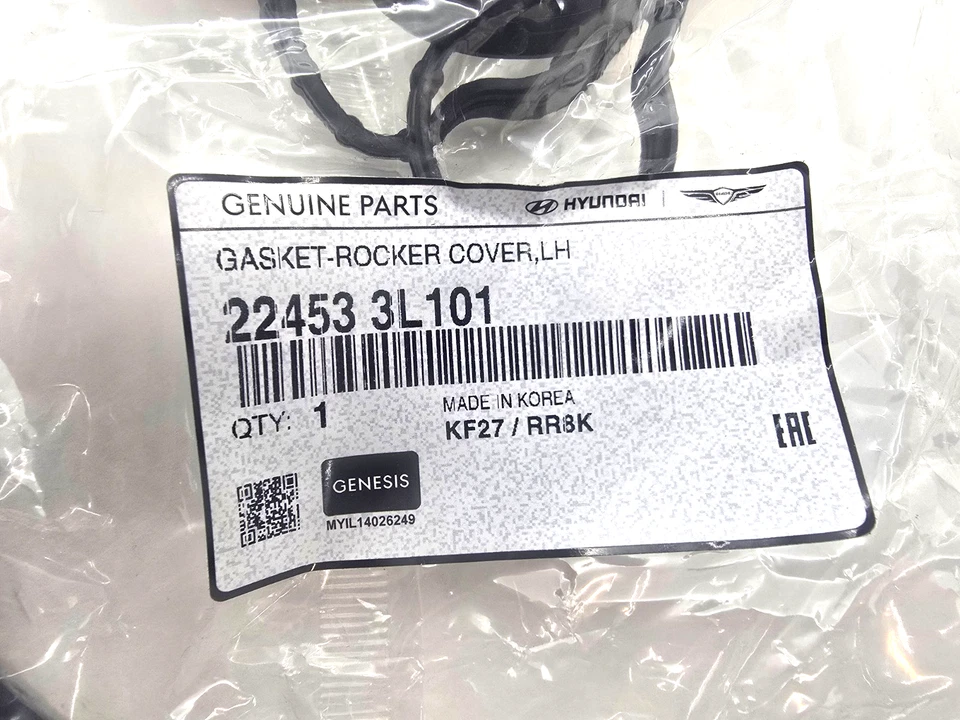 GENUINE PARTS HYUNDAI
GASKET-ROCKER COVER,LH
22453 3L101
QTY: 1
MADE IN KOREA
KF27 / RR8K
EAC
GENESIS
MYIL14026249